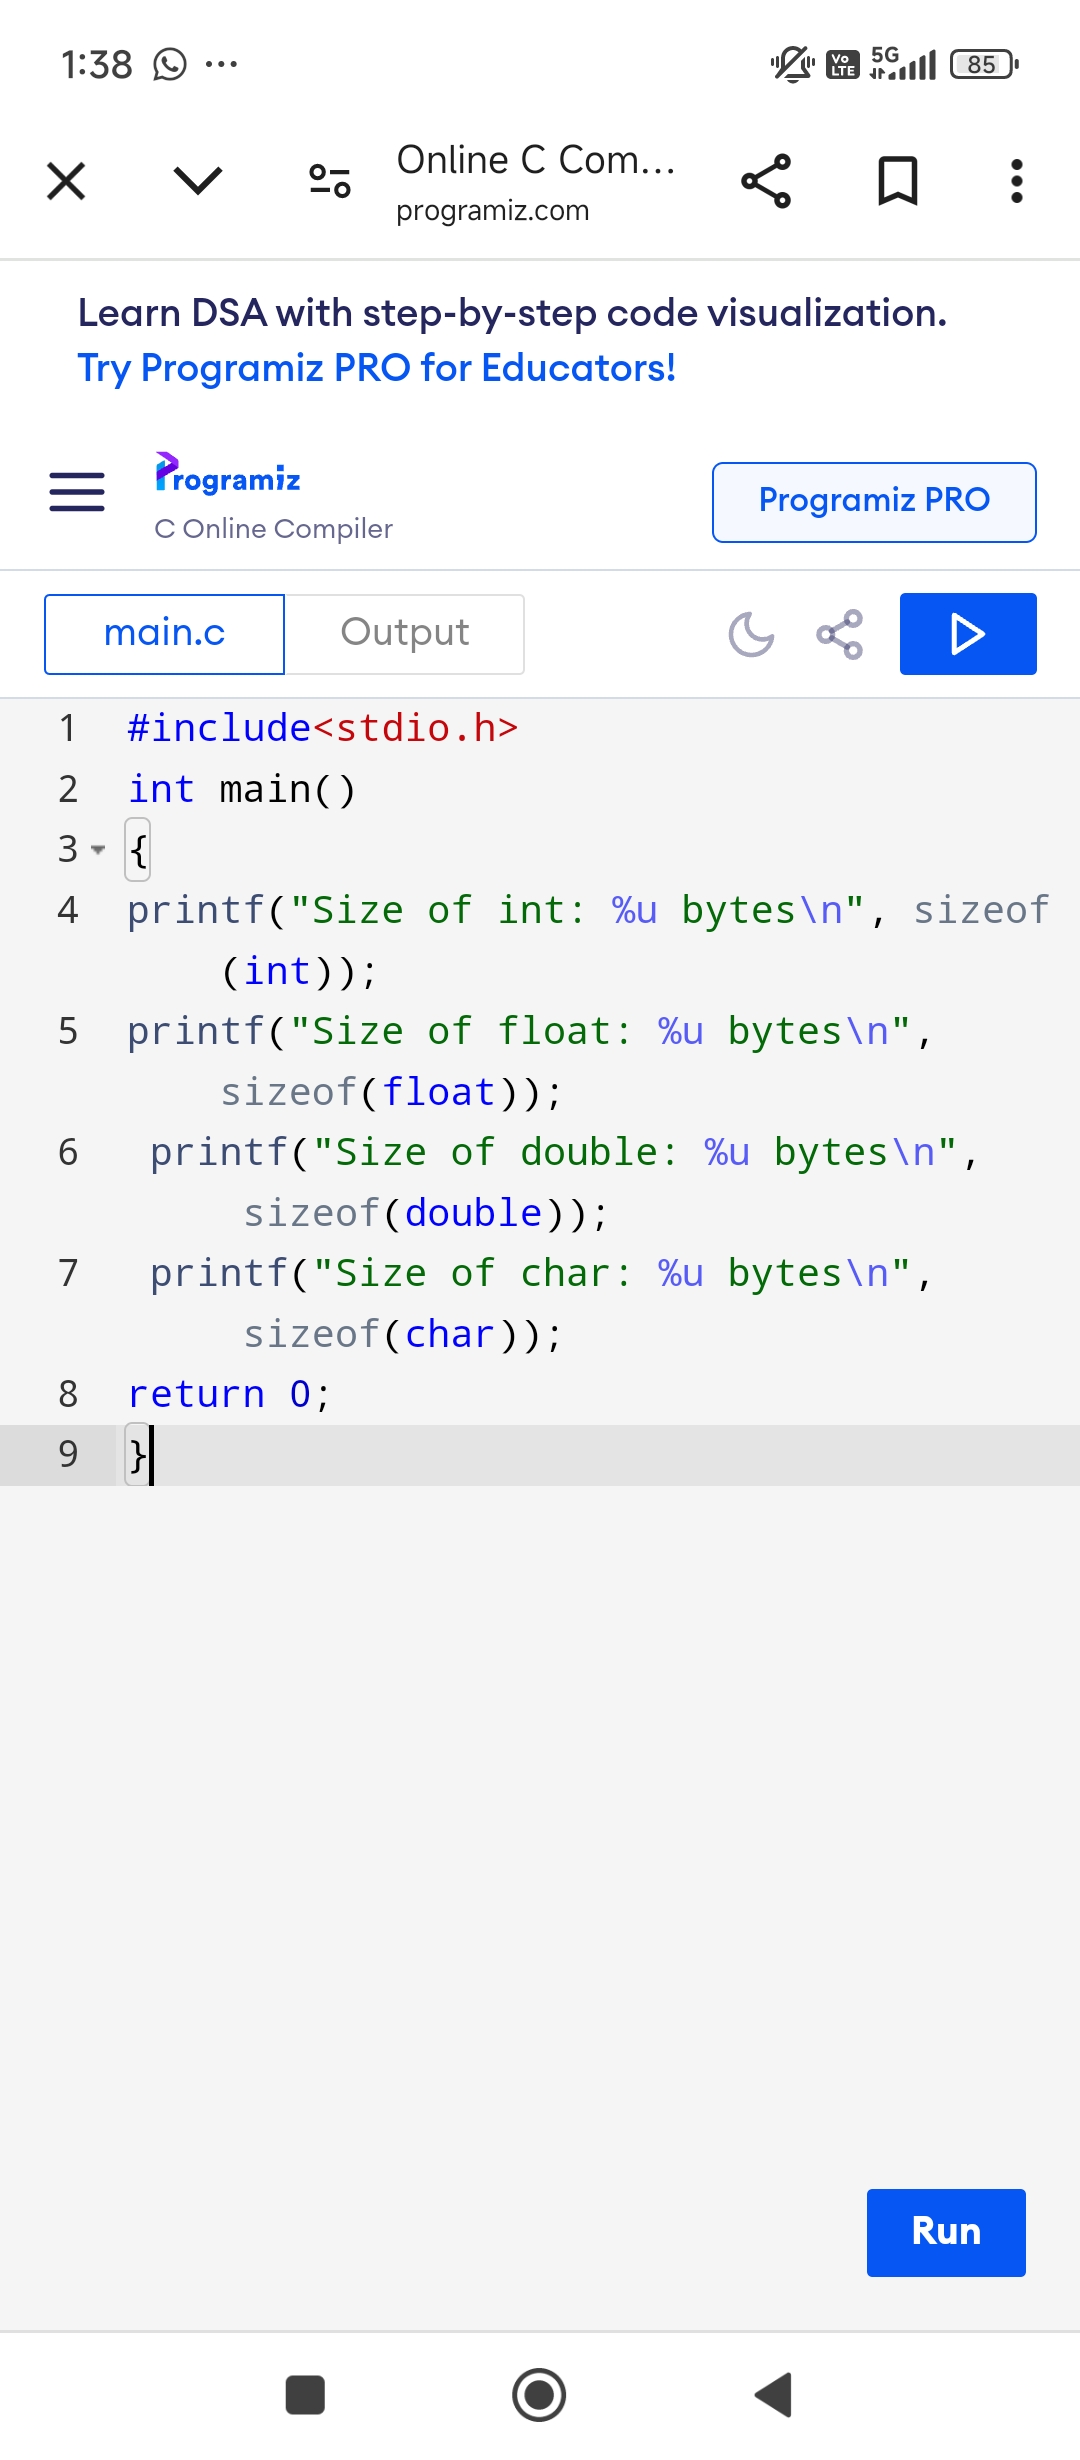 1:38 ...
Vo LTE 5G 85
Online C Com...
programiz.com
Learn DSA with step-by-step code visualization.
Try Programiz PRO for Educators!
Programiz
C Online Compiler
Programiz PRO
main.c Output
1 #include<stdio.h>
2 int main()
3 {
4 printf("Size of int: %u bytes\n", sizeof
(int));
5 printf("Size of float: %u bytes\n",
sizeof(float));
6 printf("Size of double: %u bytes\n",
sizeof(double));
7 printf("Size of char: %u bytes\n",
sizeof(char));
8 return 0;
9 }
Run